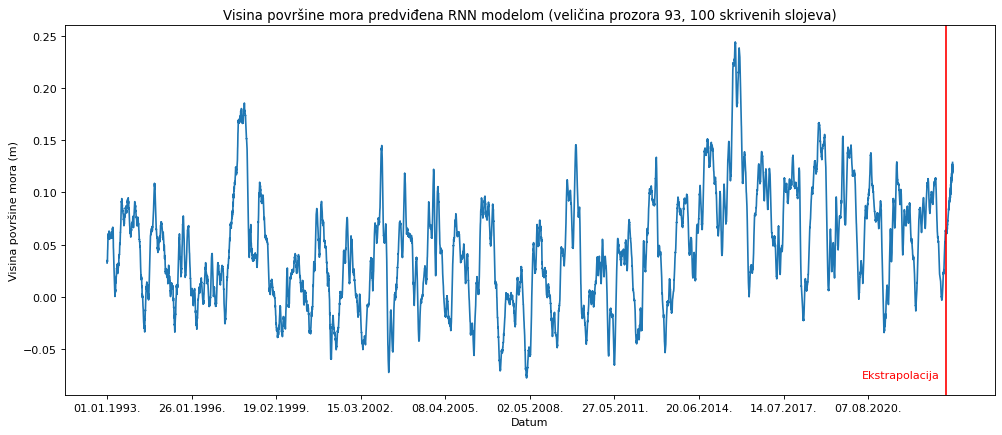 Visina površine mora predviđena RNN modelom (veličina prozora 93, 100 skrivenih slojeva)
Visina površine mora (m)
0.25
0.20
0.15
0.10
0.05
0.00
−0.05
Ekstrapolacija
01.01.1993. 26.01.1996. 19.02.1999. 15.03.2002. 08.04.2005. 02.05.2008. 27.05.2011. 20.06.2014. 14.07.2017. 07.08.2020.
Datum